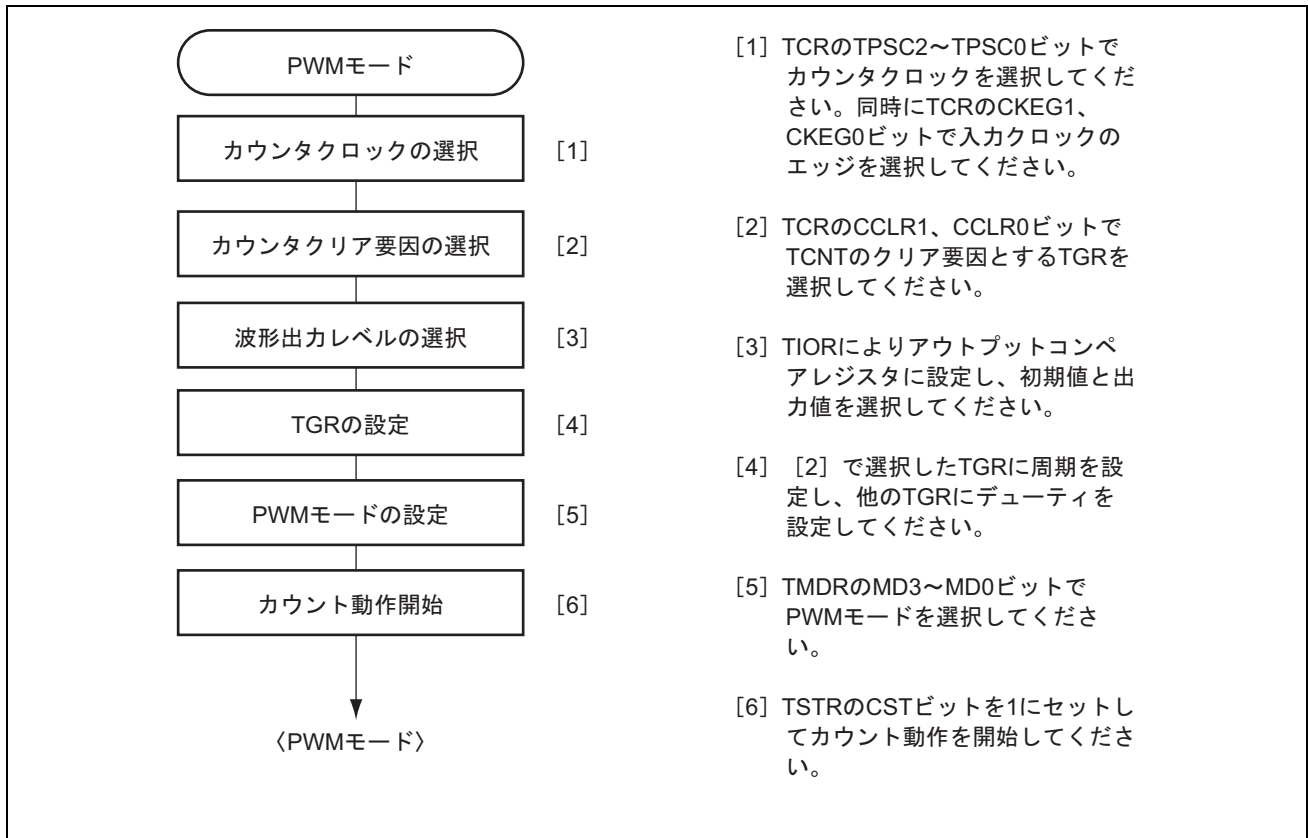 PWMモード
カウンタクロックの選択 [1]
カウンタクリア要因の選択 [2]
波形出力レベルの選択 [3]
TGRの設定 [4]
PWMモードの設定 [5]
カウント動作開始 [6]
〈PWMモード〉
[1] TCRのTPSC2～TPSC0ビットで
カウンタクロックを選択してくだ
さい。同時にTCRのCKEG1、
CKEG0ビットで入力クロックの
エッジを選択してください。
[2] TCRのCCLR1、CCLR0ビットで
TCNTのクリア要因とするTGRを
選択してください。
[3] TIORによりアウトプットコンペ
アレジスタに設定し、初期値と出
力値を選択してください。
[4] [2]で選択したTGRに周期を設
定し、他のTGRにデューティを
設定してください。
[5] TMDRのMD3～MD0ビットで
PWMモードを選択してくださ
い。
[6] TSTRのCSTビットを1にセットし
てカウント動作を開始してくださ
い。